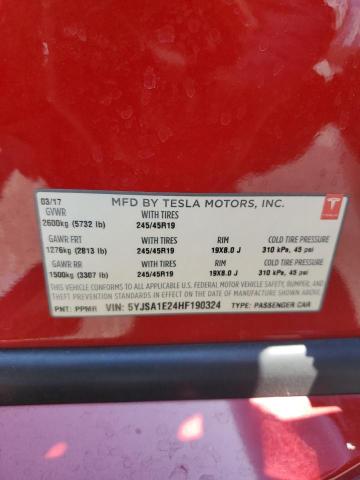 03/17 MFD BY TESLA MOTORS, INC.
GVWR WITH TIRES
2600kg (5732 lb) 245/45R19
GAWR FRT WITH TIRES RIM COLD TIRE PRESSURE
1276kg (2813 lb) 245/45R19 19X8.0 J 310 kPa, 45 psi
GAWR RR WITH TIRES RIM COLD TIRE PRESSURE
1500kg (3307 lb) 245/45R19 19X8.0 J 310 kPa, 45 psi
THIS VEHICLE CONFORMS TO ALL APPLICABLE U.S. FEDERAL MOTOR VEHICLE SAFETY, BUMPER,
AND THEFT PREVENTION STANDARDS IN EFFECT ON THE DATE OF MANUFACTURE SHOWN ABOVE.
PNT: PPMR VIN: 5YJSA1E24HF190324 TYPE: PASSENGER CAR
TESLA